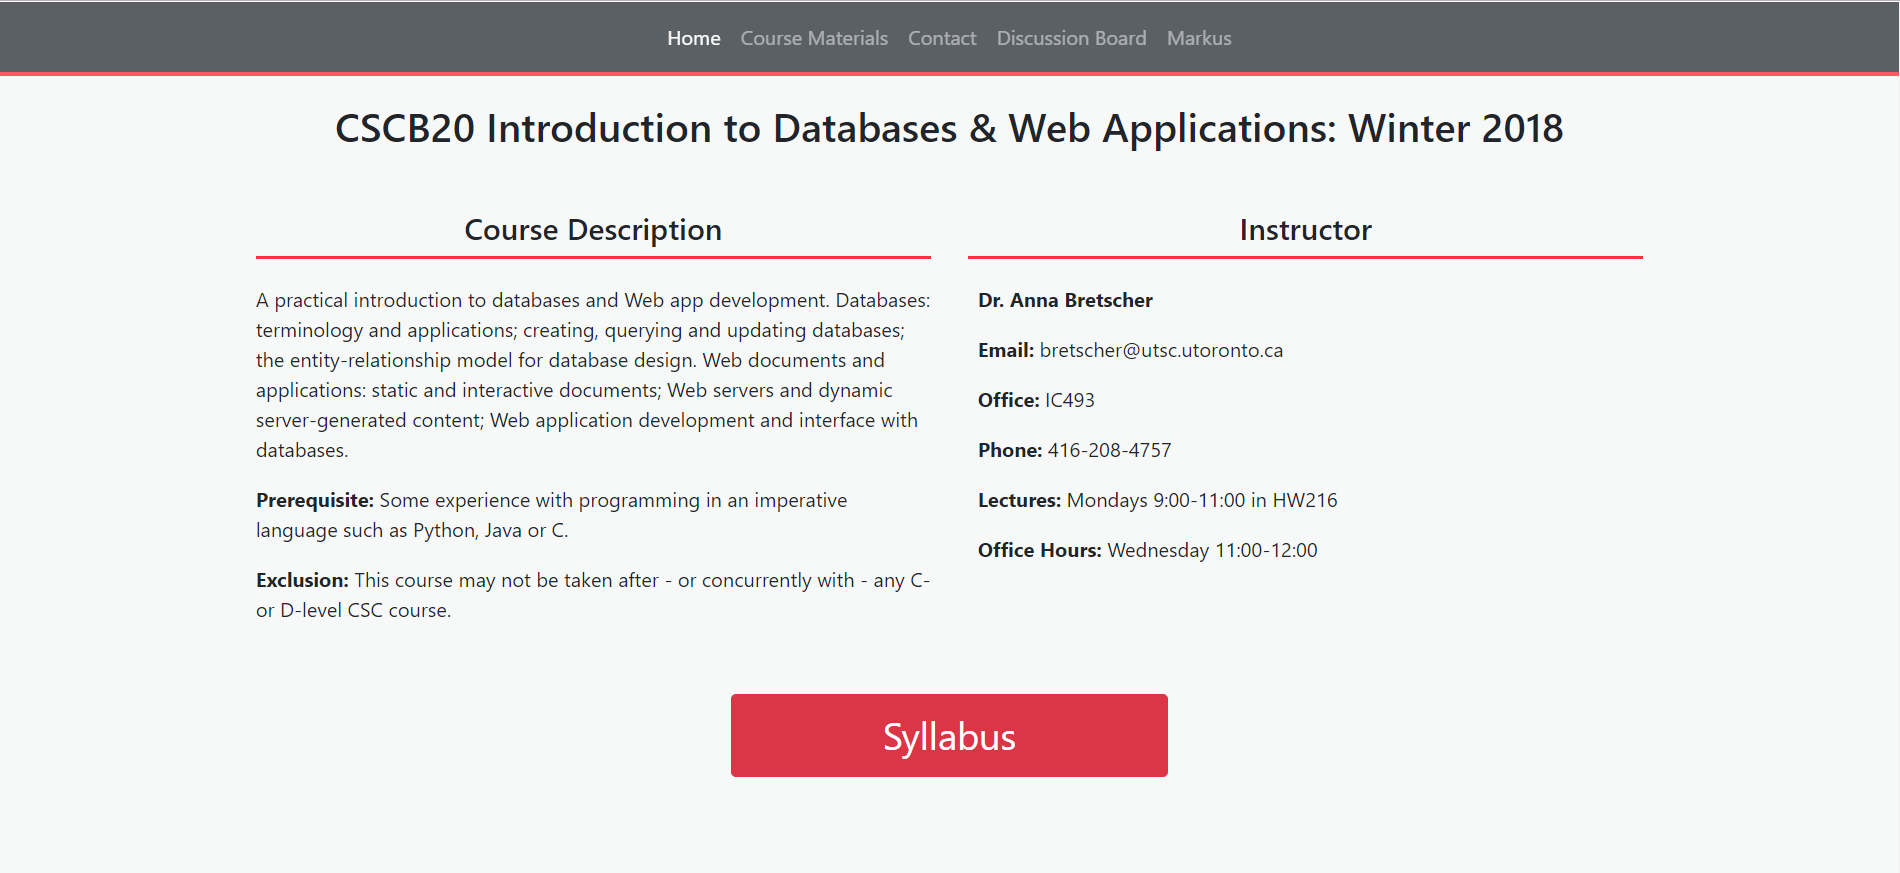 Home Course Materials Contact Discussion Board Markus
CSCB20 Introduction to Databases & Web Applications: Winter 2018
Course Description
A practical introduction to databases and Web app development. Databases:
terminology and applications; creating, querying and updating databases;
the entity-relationship model for database design. Web documents and
applications: static and interactive documents; Web servers and dynamic
server-generated content; Web application development and interface with
databases.
Prerequisite: Some experience with programming in an imperative
language such as Python, Java or C.
Exclusion: This course may not be taken after - or concurrently with - any C-
or D-level CSC course.
Instructor
Dr. Anna Bretscher
Email: bretscher@utsc.utoronto.ca
Office: IC493
Phone: 416-208-4757
Lectures: Mondays 9:00-11:00 in HW216
Office Hours: Wednesday 11:00-12:00
Syllabus